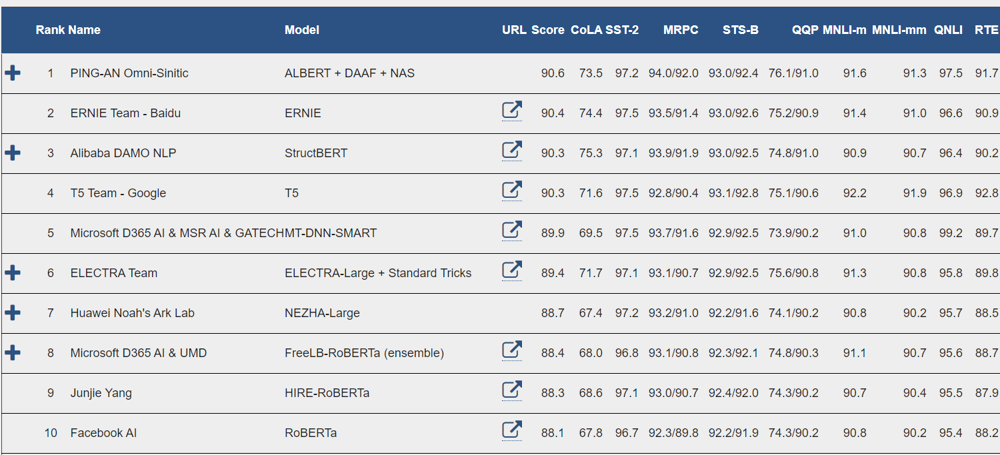 Rank Name Model URL Score CoLA SST-2 MRPC STS-B QQP MNLI-m MNLI-mm QNLI RTE
1 PING-AN Omni-Sinitic ALBERT + DAAF + NAS 90.6 73.5 97.2 94.0/92.0 93.0/92.4 76.1/91.0 91.6 91.3 97.5 91.7
2 ERNIE Team - Baidu ERNIE 90.4 74.4 97.5 93.5/91.4 93.0/92.6 75.2/90.9 91.4 91.0 96.6 90.9
3 Alibaba DAMO NLP StructBERT 90.3 75.3 97.1 93.9/91.9 93.0/92.5 74.8/91.0 90.9 90.7 96.4 90.2
4 T5 Team - Google T5 90.3 71.6 97.5 92.8/90.4 93.1/92.8 75.1/90.6 92.2 91.9 96.9 92.8
5 Microsoft D365 AI & MSR AI & GATECH MT-DNN-SMART 89.9 69.5 97.5 93.7/91.6 92.9/92.5 73.9/90.2 91.0 90.8 99.2 89.7
6 ELECTRA Team ELECTRA-Large + Standard Tricks 89.4 71.7 97.1 93.1/90.7 92.9/92.5 75.6/90.8 91.3 90.8 95.8 89.8
7 Huawei Noah's Ark Lab NEZHA-Large 88.7 67.4 97.2 93.2/91.0 92.2/91.6 74.1/90.2 90.8 90.2 95.7 88.5
8 Microsoft D365 AI & UMD FreeLB-RoBERTa (ensemble) 88.4 68.0 96.8 93.1/90.8 92.3/92.1 74.8/90.3 91.1 90.7 95.6 88.7
9 Junjie Yang HIRE-RoBERTa 88.3 68.6 97.1 93.0/90.7 92.4/92.0 74.3/90.2 90.7 90.4 95.5 87.9
10 Facebook AI RoBERTa 88.1 67.8 96.7 92.3/89.8 92.2/91.9 74.3/90.2 90.8 90.2 95.4 88.2